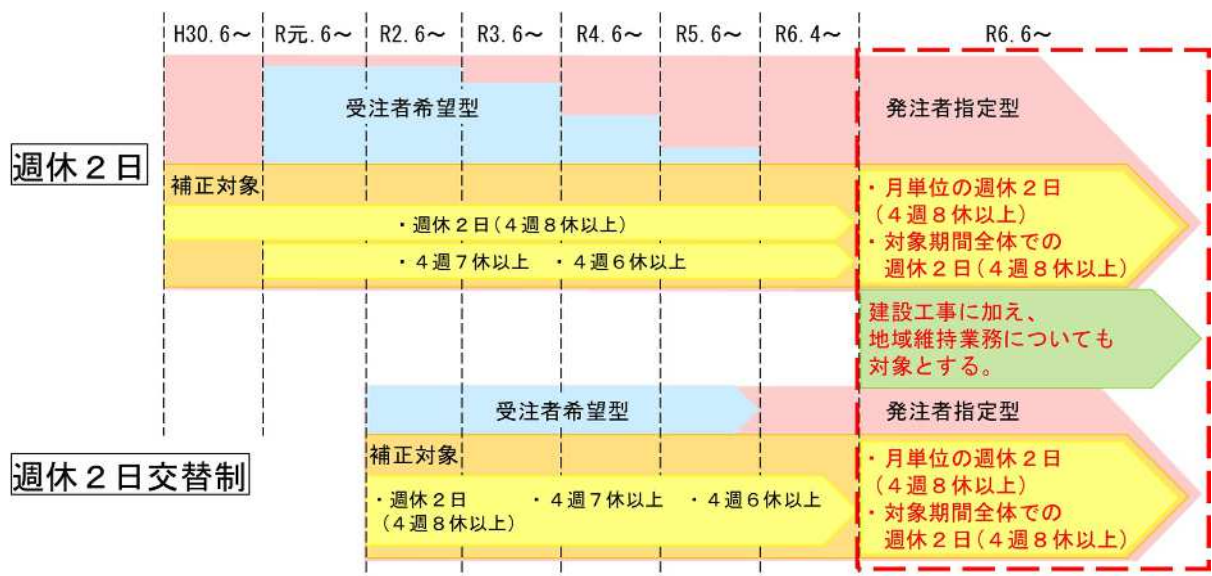 H30.6～ R元.6～ R2.6～ R3.6～ R4.6～ R5.6～ R6.4～ R6.6～
受注者希望型
発注者指定型
週休２日
補正対象
・週休２日(４週８休以上)
・４週７休以上 ・４週６休以上
・月単位の週休２日
(４週８休以上)
・対象期間全体での
週休２日(４週８休以上)
建設工事に加え、
地域維持業務についても
対象とする。
受注者希望型
発注者指定型
週休２日交替制
補正対象
・週休２日 ・４週７休以上 ・４週６休以上
(４週８休以上)
・月単位の週休２日
(４週８休以上)
・対象期間全体での
週休２日(４週８休以上)